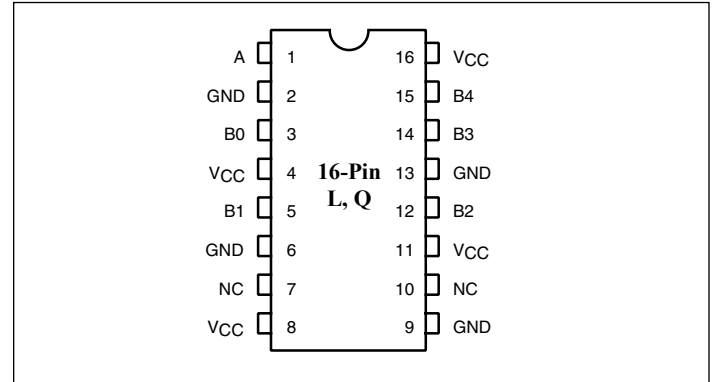 A 1 16 VCC
GND 2 15 B4
B0 3 14 B3
VCC 4 16-Pin 13 GND
L, Q
B1 5 12 B2
GND 6 11 VCC
NC 7 10 NC
VCC 8 9 GND